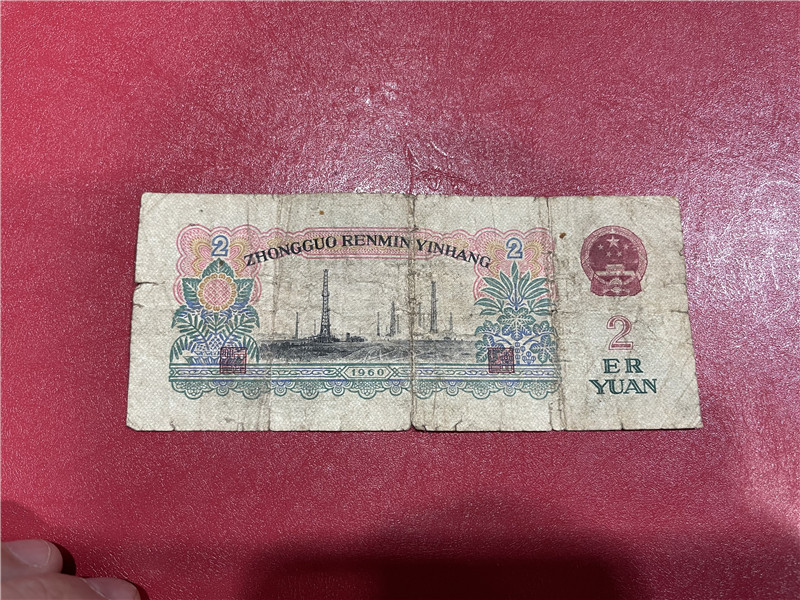 2
ZHONGGUO RENMIN YINHANG
2
1960
2
ER
YUAN